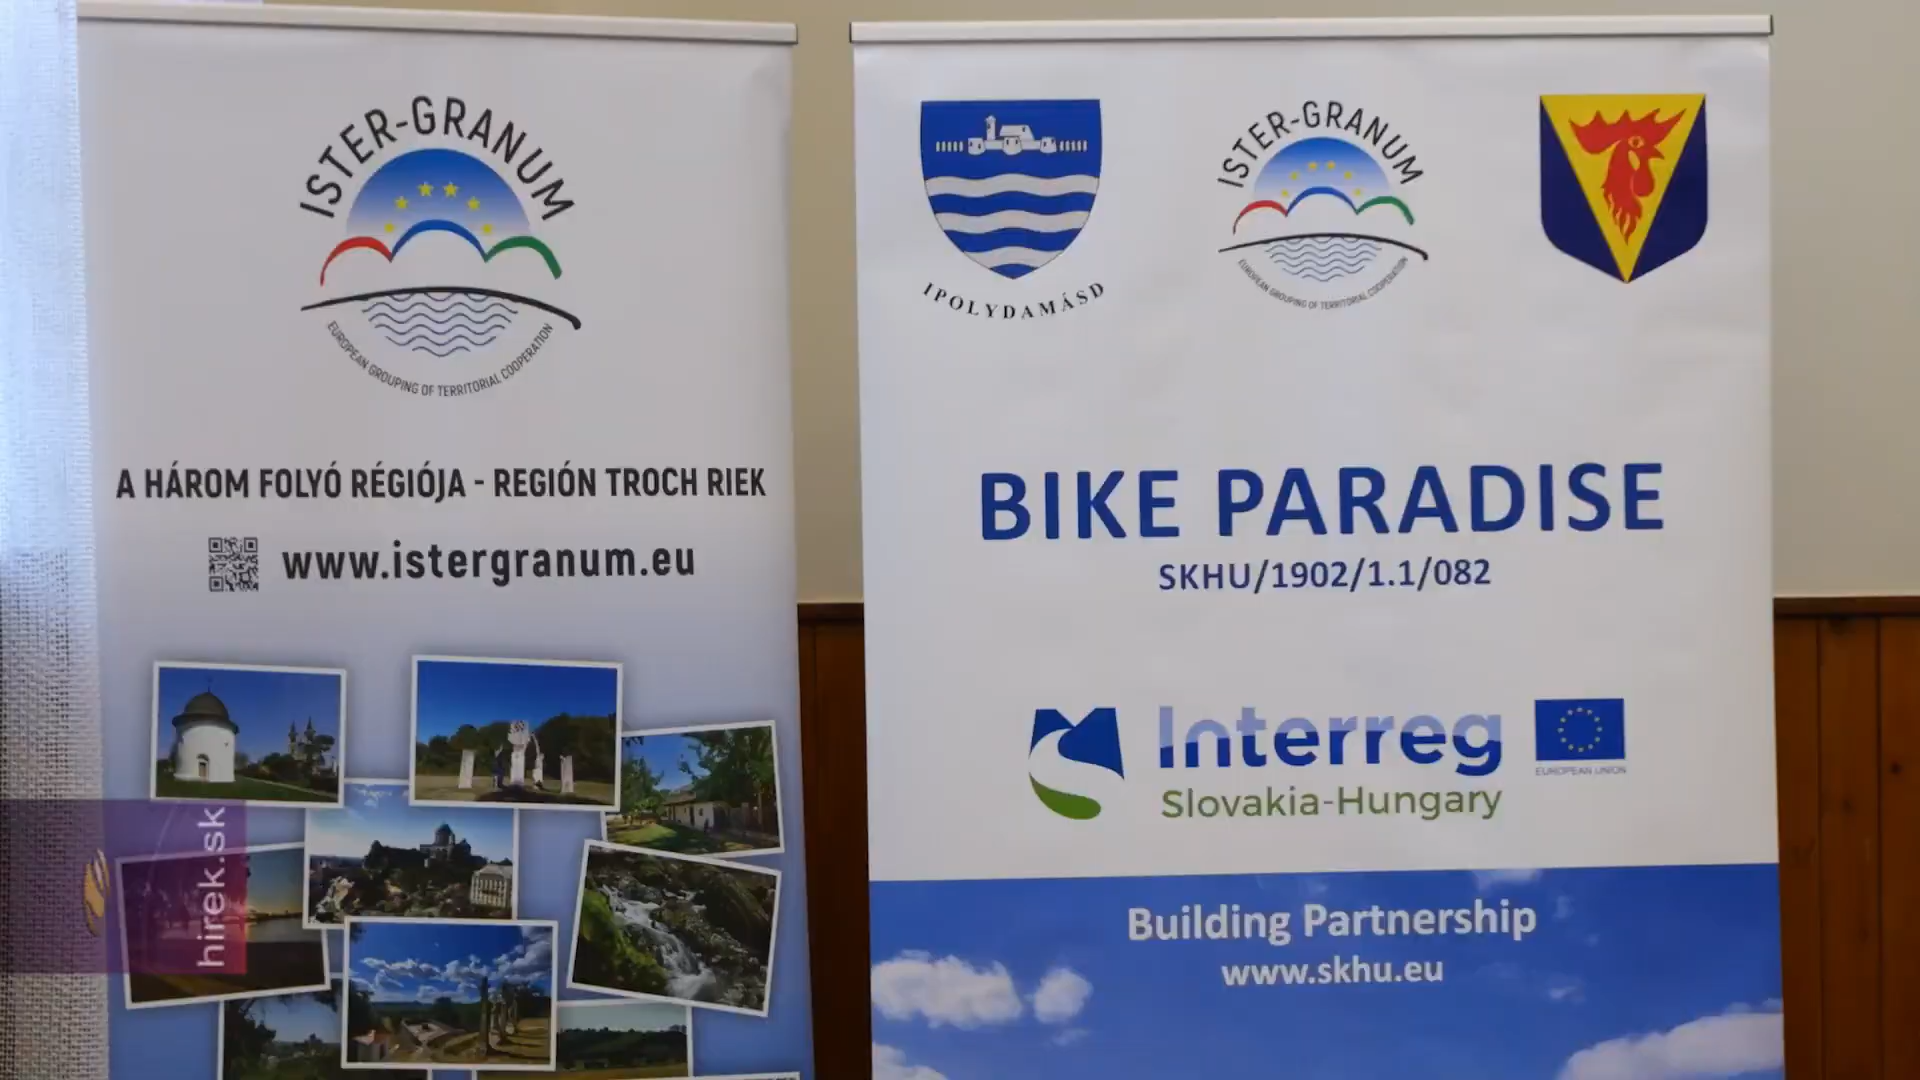 ISTER-GRANUM
EUROPEAN GROUPING OF TERRITORIAL COOPERATION
A HÁROM FOLYÓ RÉGIÓJA - REGIÓN TROCH RIEK
www.istergranum.eu
IPOLYDAMÁSD
ISTER-GRANUM
EUROPEAN GROUPING OF TERRITORIAL COOPERATION
BIKE PARADISE
SKHU/1902/1.1/082
Interreg
Slovakia-Hungary
EUROPEAN UNION
Building Partnership
www.skhu.eu
hirek.sk